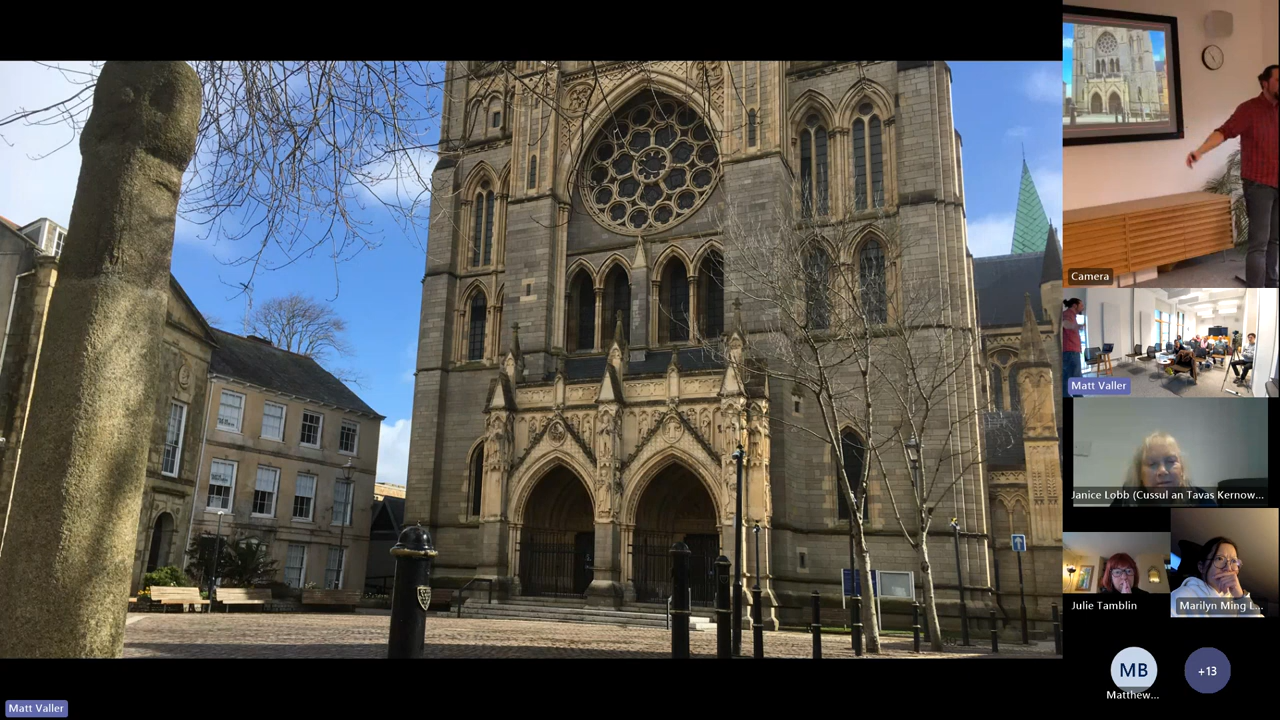 Camera
Matt Valler
Janice Lobb (Cussul an Tavas Kernow...
Julie Tamblin
Marilyn Ming L...
MB
+13
Matthew...
Matt Valler